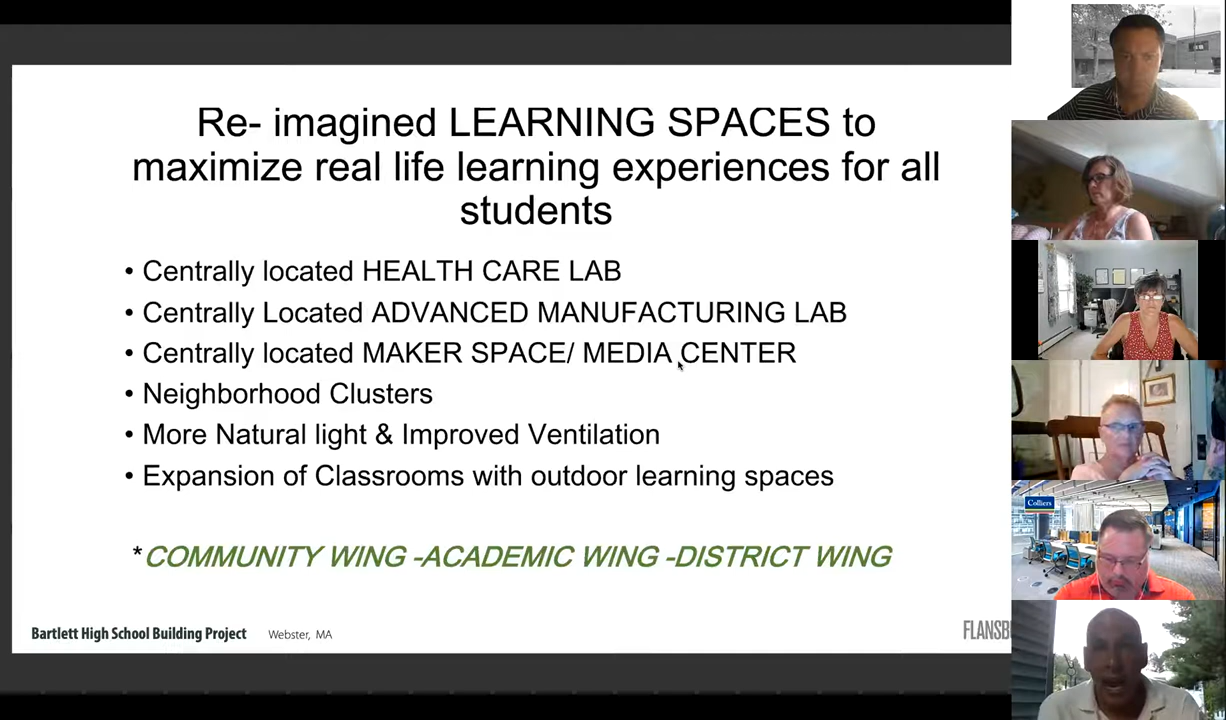 Re- imagined LEARNING SPACES to
maximize real life learning experiences for all
students
• Centrally located HEALTH CARE LAB
• Centrally Located ADVANCED MANUFACTURING LAB
• Centrally located MAKER SPACE/ MEDIA CENTER
• Neighborhood Clusters
• More Natural light & Improved Ventilation
• Expansion of Classrooms with outdoor learning spaces
*COMMUNITY WING -ACADEMIC WING -DISTRICT WING
Bartlett High School Building Project Webster, MA
FLANSB
Colliers